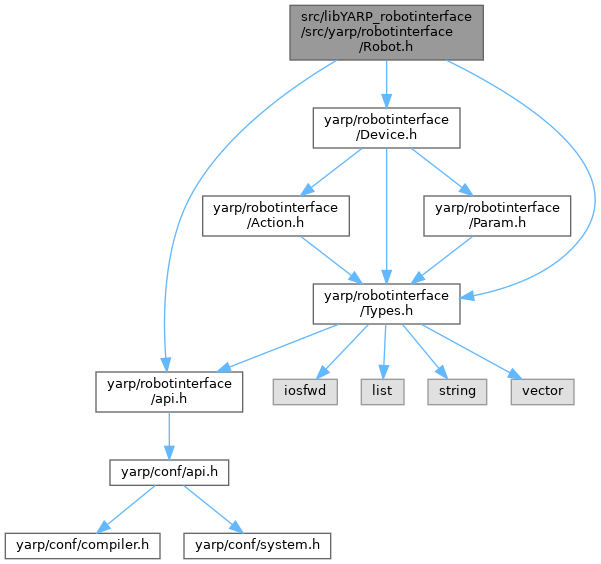 src/libYARP_robotinterface
/src/yarp/robotinterface
/Robot.h
yarp/robotinterface
/Device.h
yarp/robotinterface
/Action.h
yarp/robotinterface
/Param.h
yarp/robotinterface
/Types.h
yarp/robotinterface
/api.h
iosfwd
list
string
vector
yarp/conf/api.h
yarp/conf/compiler.h
yarp/conf/system.h